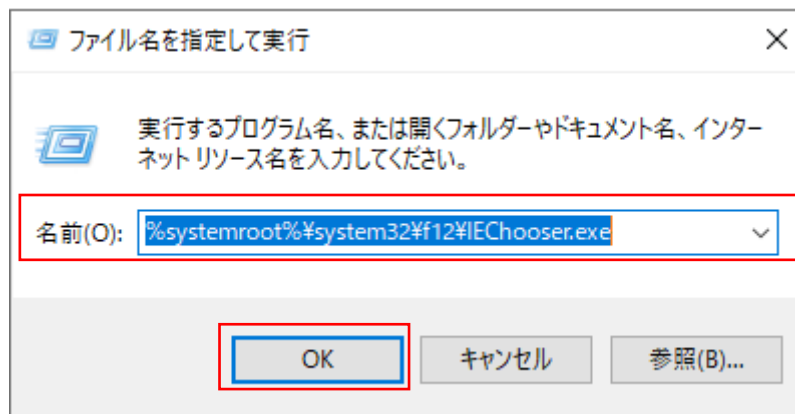 ファイル名を指定して実行
実行するプログラム名、または開くフォルダーやドキュメント名、インター
ネット リソース名を入力してください。
名前(O): %systemroot%¥system32¥f12¥IEChooser.exe
OK キャンセル 参照(B)...